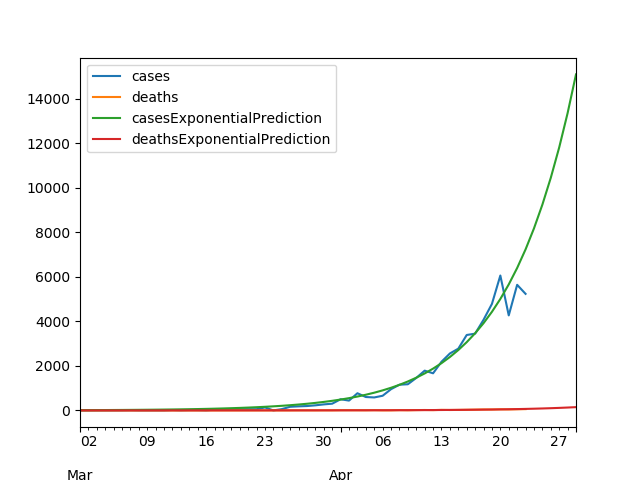 cases
deaths
casesExponentialPrediction
deathsExponentialPrediction
14000
12000
10000
8000
6000
4000
2000
0
02 09 16 23 30 06 13 20 27
Mar Apr